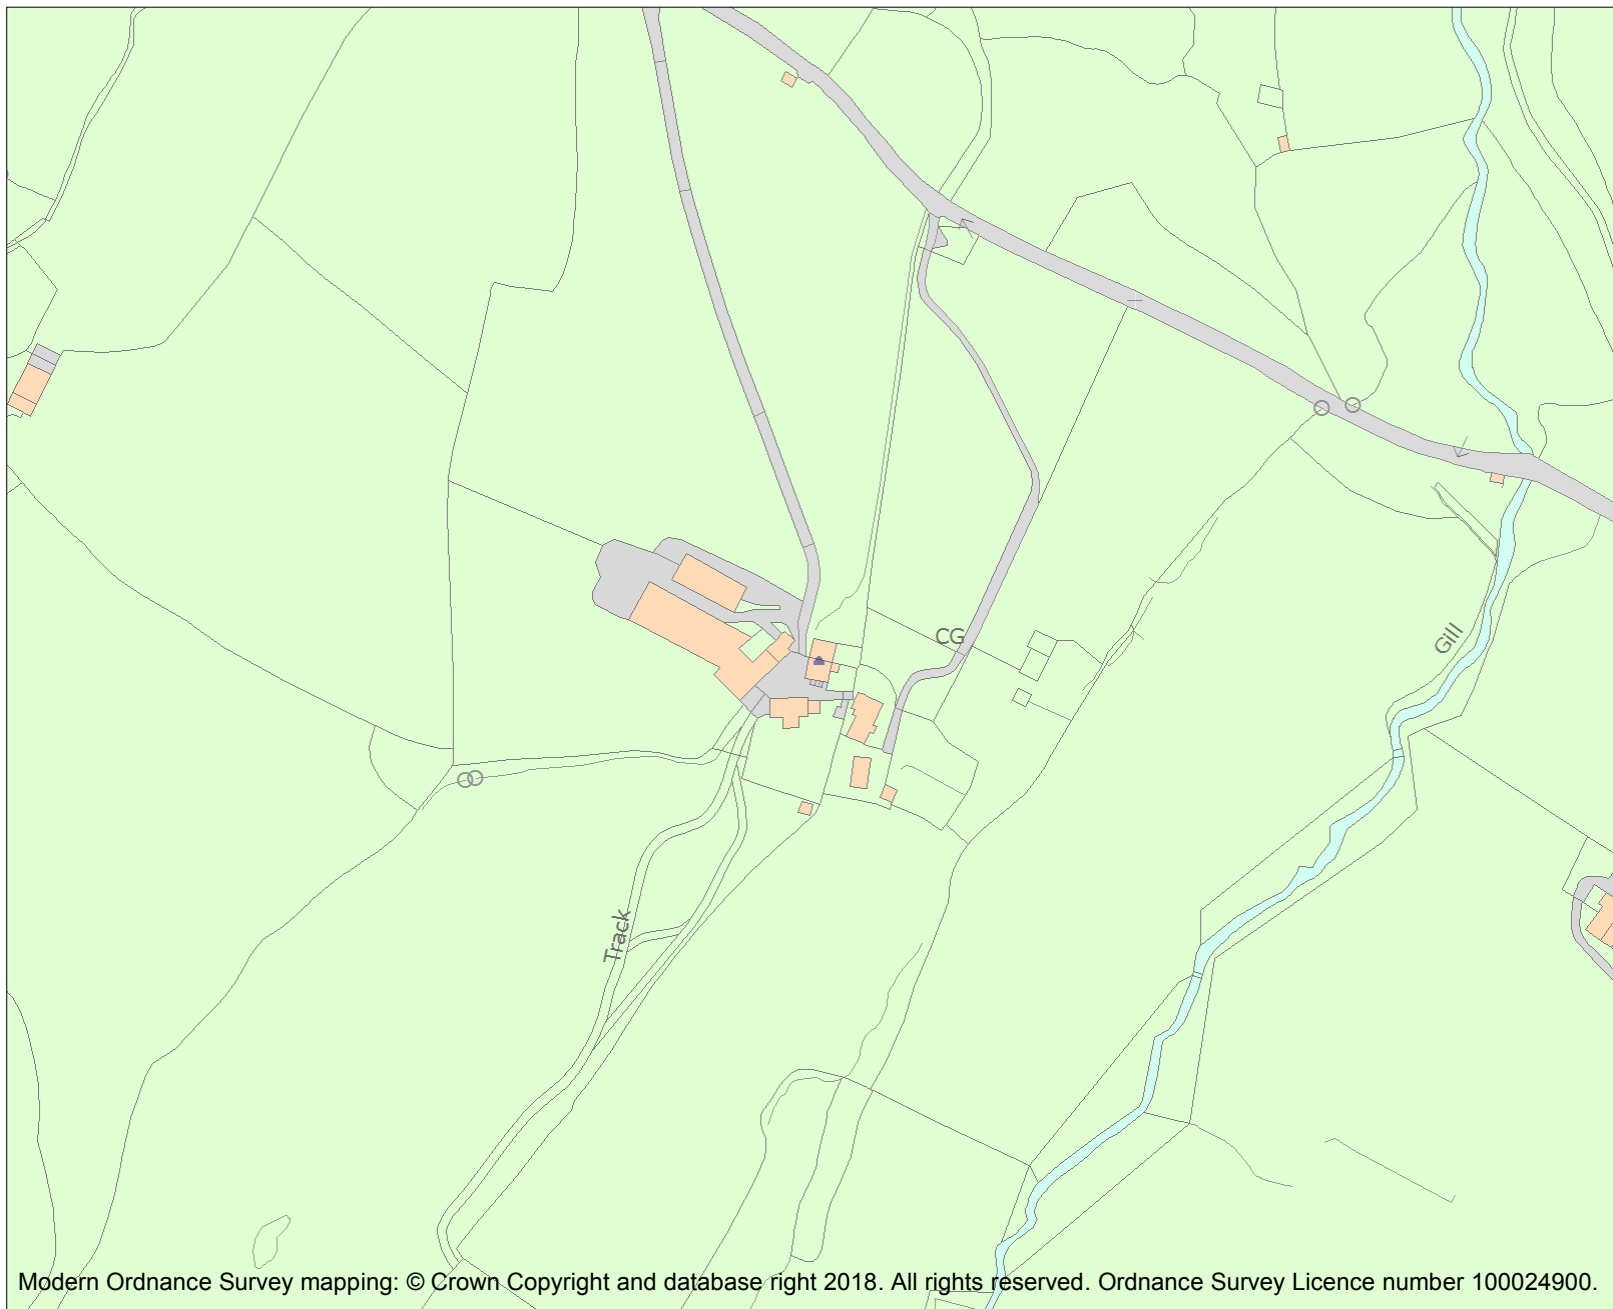 CG
Gill
Track
Modern Ordnance Survey mapping: © Crown Copyright and database right 2018. All rights reserved. Ordnance Survey Licence number 100024900.